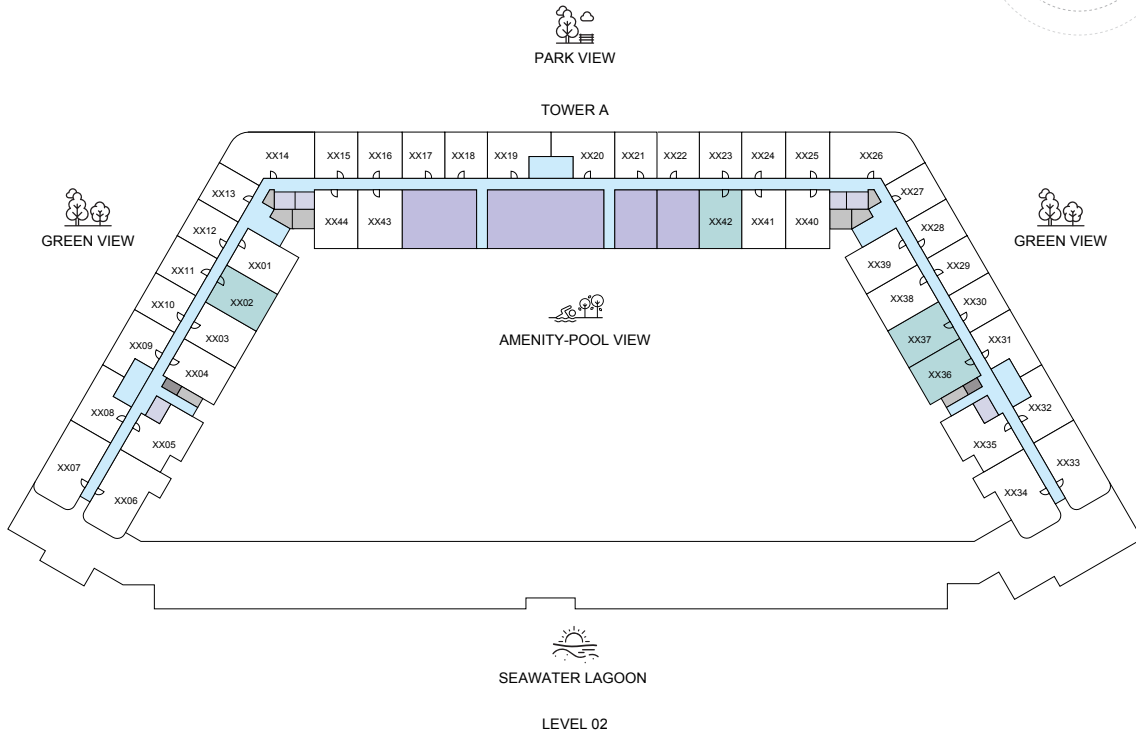 PARK VIEW
TOWER A
XX14
XX15
XX16
XX17
XX18
XX19
XX20
XX21
XX22
XX23
XX24
XX25
XX26
XX13
XX27
XX44
XX43
XX42
XX41
XX40
XX12
XX28
GREEN VIEW
GREEN VIEW
XX01
XX39
XX11
XX29
XX02
XX38
XX10
XX30
XX03
XX37
AMENITY-POOL VIEW
XX09
XX31
XX04
XX36
XX08
XX32
XX05
XX35
XX07
XX33
XX06
XX34
SEAWATER LAGOON
LEVEL 02